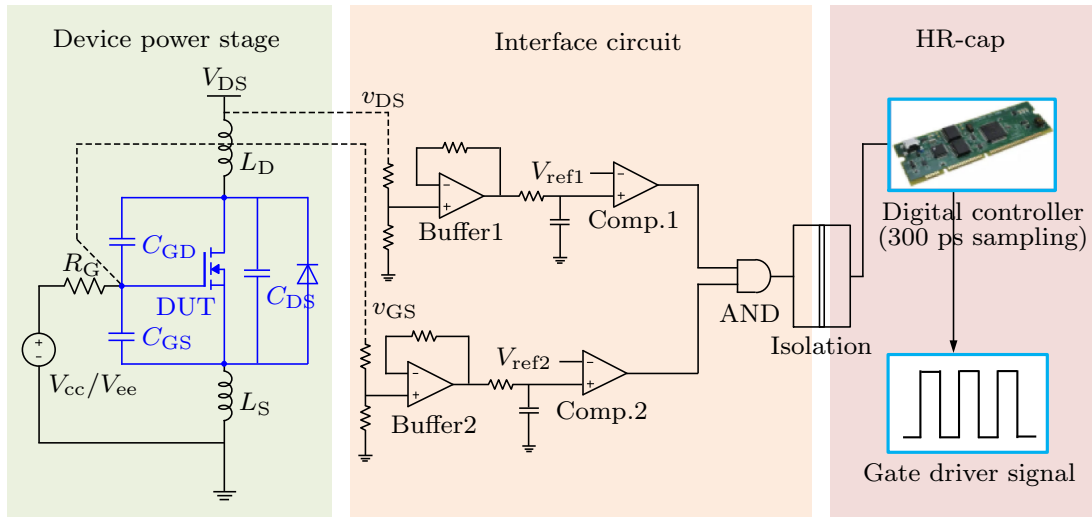 Device power stage
V_DS
L_D
C_GD
R_G
DUT
C_DS
C_GS
+
-
V_cc/V_ee
L_S
Interface circuit
v_DS
-
+
Buffer1
V_ref1
-
+
Comp.1
v_GS
-
+
Buffer2
V_ref2
-
+
Comp.2
AND
Isolation
HR-cap
Digital controller
(300 ps sampling)
Gate driver signal